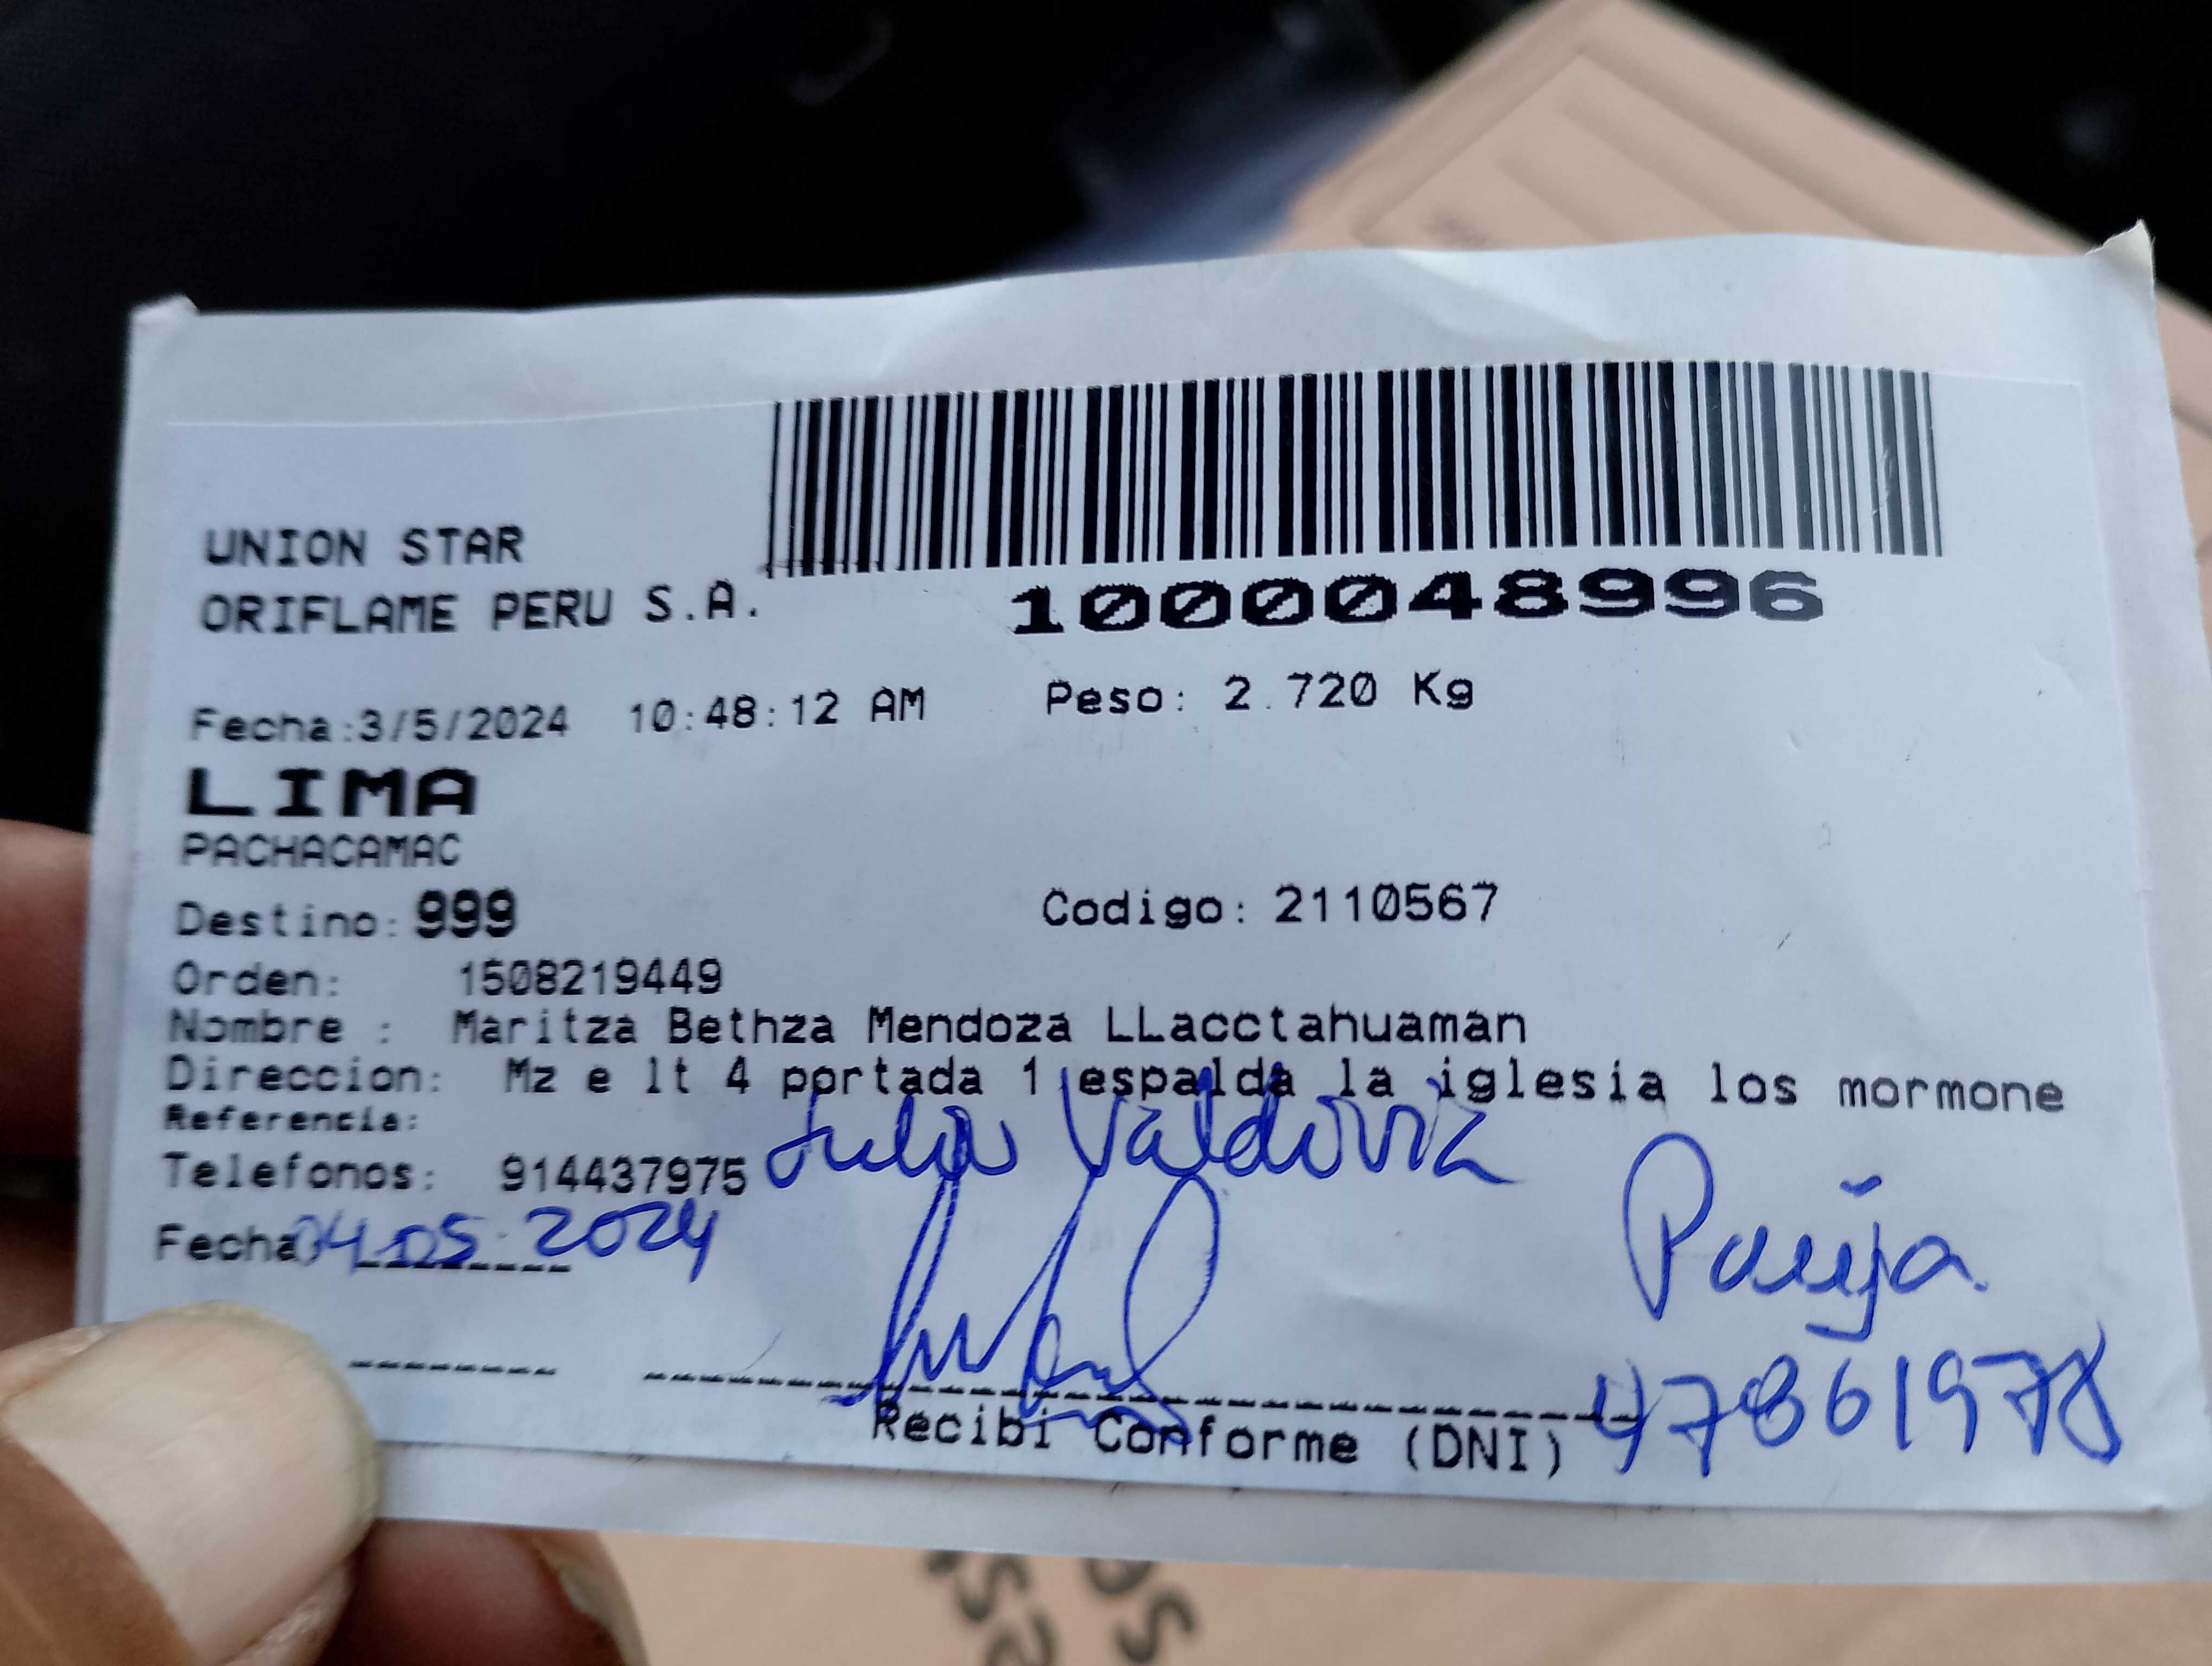 UNION STAR
ORIFLAME PERU S.A.
1000048996
Fecha:3/5/2024 10:48:12 AM Peso: 2.720 Kg
LIMA
PACHACAMAC
Destino: 999 Codigo: 2110567
Orden: 1508219449
Nombre : Maritza Bethza Mendoza LLacctahuaman
Direccion: Mz e lt 4 portada 1 espalda la iglesia los mormone
Referencia:
Telefonos: 914437975
Valdovia
Pareja.
Fecha: 04.05.2024
Recibi Conforme (DNI) 47861978